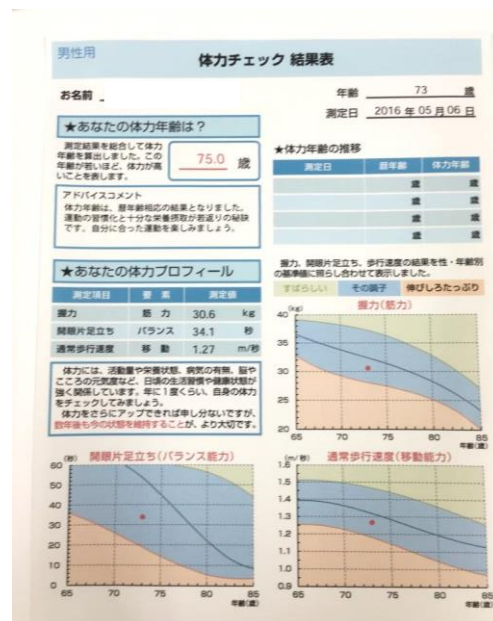 男性用
体力チェック 結果表
お名前
年齢 73 歳
測定日 2016 年 05 月 06 日
★あなたの体力年齢は？
測定結果を総合して体力
年齢を算出しました。この
年齢が若いほど、体力が高
いことを表します。
75.0 歳
アドバイスコメント
体力年齢は、暦年齢相応の結果となりました。
運動の習慣化と十分な栄養摂取が若返りの秘訣
です。自分に合った運動を楽しみましょう。
★体力年齢の推移
測定日 暦年齢 体力年齢
歳 歳
歳 歳
歳 歳
歳 歳
★あなたの体力プロフィール
測定項目 要素 測定値
握力 筋力 30.6 kg
開眼片足立ち バランス 34.1 秒
通常歩行速度 移動 1.27 m/秒
体力には、活動量や栄養状態、病気の有無、脳や
こころの元気度など、日頃の生活習慣や健康状態が
強く関係しています。年に1度くらい、自身の体力
をチェックしてみましょう。
体力をさらにアップできれば申し分ないですが、
数年後も今の状態を維持することが、より大切です。
握力、開眼片足立ち、歩行速度の結果を性・年齢別
の基準値に照らし合わせて表示しました。
すばらしい その調子 伸びしろたっぷり
握力(筋力)
(kg)
40
35
30
25
20
65 70 75 80 85
年齢(歳)
開眼片足立ち(バランス能力)
(秒)
60
50
40
30
20
10
0
65 70 75 80 85
年齢(歳)
通常歩行速度(移動能力)
(m/秒)
1.6
1.5
1.4
1.3
1.2
1.1
1.0
0.9
65 70 75 80 85
年齢(歳)